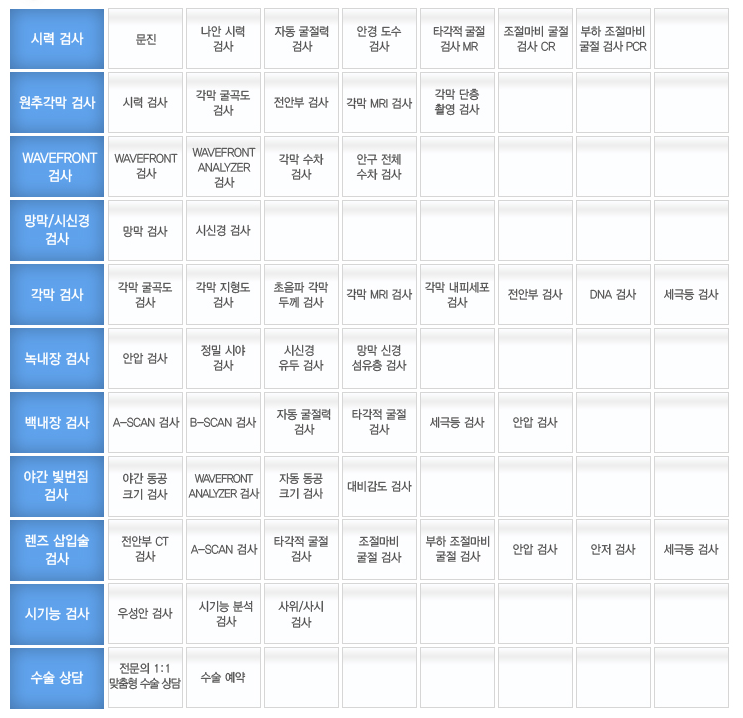 시력 검사
문진
나안 시력
검사
자동 굴절력
검사
안경 도수
검사
타각적 굴절
검사 MR
조절마비 굴절
검사 CR
부하 조절마비
굴절 검사 PCR
원추각막 검사
시력 검사
각막 굴곡도
검사
전안부 검사
각막 MRI 검사
각막 단층
촬영 검사
WAVEFRONT
검사
WAVEFRONT
검사
WAVEFRONT
ANALYZER
검사
각막 수차
검사
안구 전체
수차 검사
망막/시신경
검사
망막 검사
시신경 검사
각막 검사
각막 굴곡도
검사
각막 지형도
검사
초음파 각막
두께 검사
각막 MRI 검사
각막 내피세포
검사
전안부 검사
DNA 검사
세극등 검사
녹내장 검사
안압 검사
정밀 시야
검사
시신경
유두 검사
망막 신경
섬유층 검사
백내장 검사
A-SCAN 검사
B-SCAN 검사
자동 굴절력
검사
타각적 굴절
검사
세극등 검사
안압 검사
야간 빛번짐
검사
야간 동공
크기 검사
WAVEFRONT
ANALYZER 검사
자동 동공
크기 검사
대비감도 검사
렌즈 삽입술
검사
전안부 CT
검사
A-SCAN 검사
타각적 굴절
검사
조절마비
굴절 검사
부하 조절마비
굴절 검사
안압 검사
안저 검사
세극등 검사
시기능 검사
우성안 검사
시기능 분석
검사
사위/사시
검사
수술 상담
전문의 1:1
맞춤형 수술 상담
수술 예약